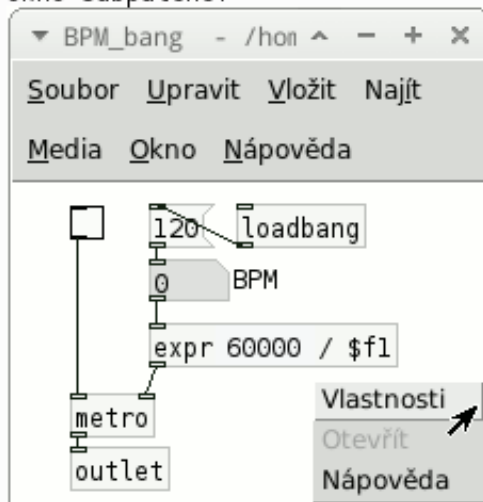 BPM_bang - /hom
Soubor Upravit Vložit Najít
Media Okno Nápověda
120 loadbang
0 BPM
expr 60000 / $f1
metro
outlet
Vlastnosti
Otevřít
Nápověda